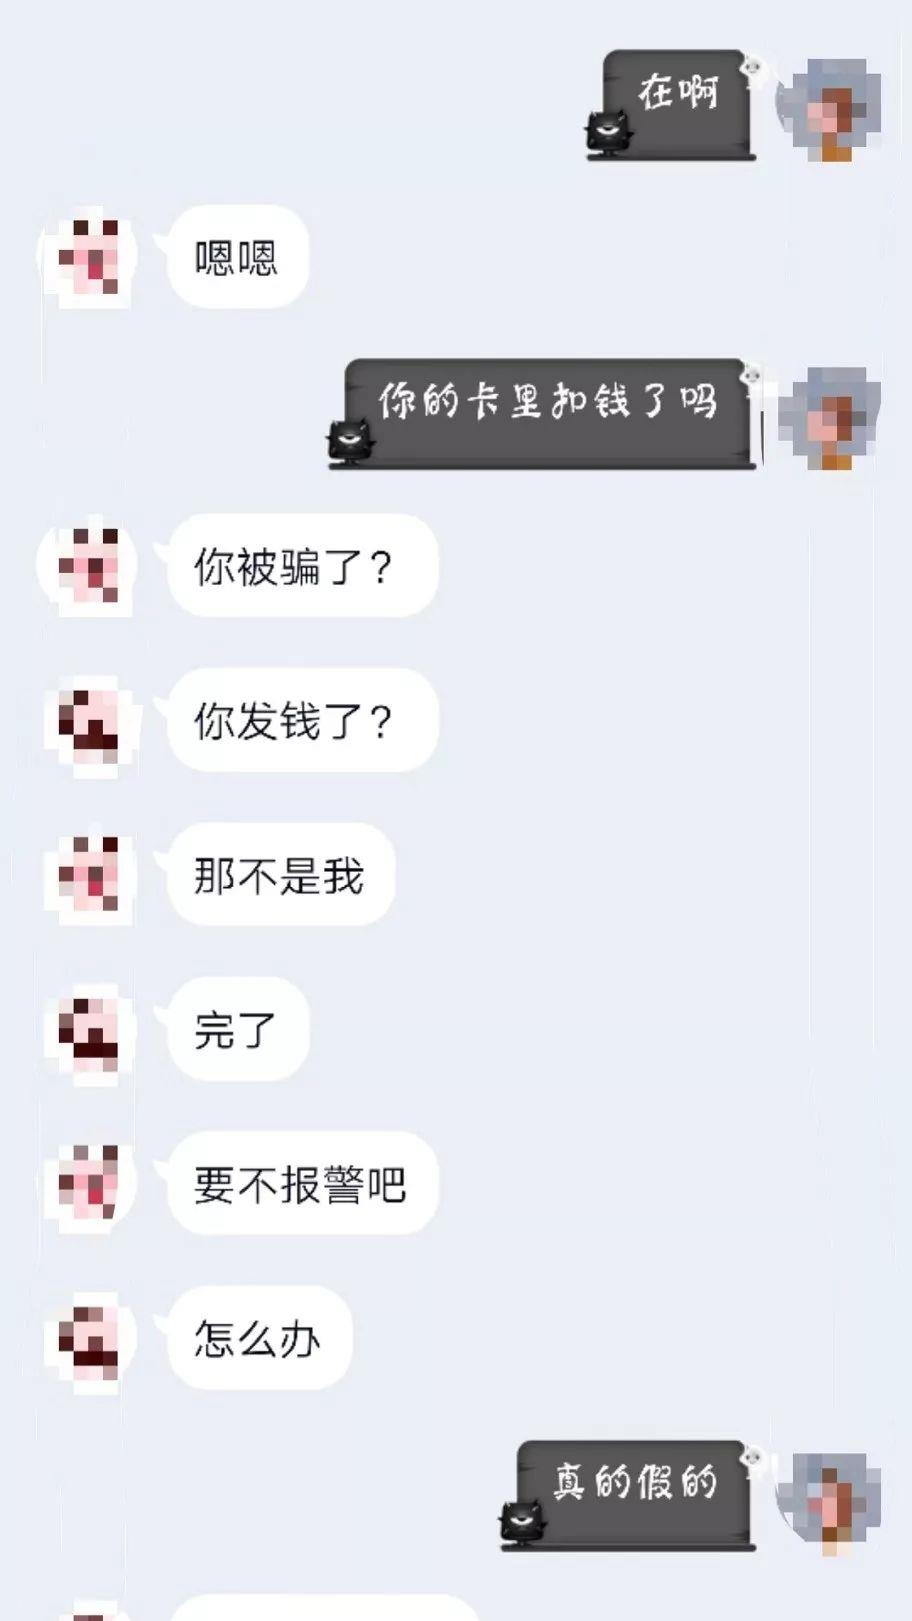 在啊
嗯嗯
你的卡里扣钱了吗
你被骗了？
你发钱了？
那不是我
完了
要不报警吧
怎么办
真的假的